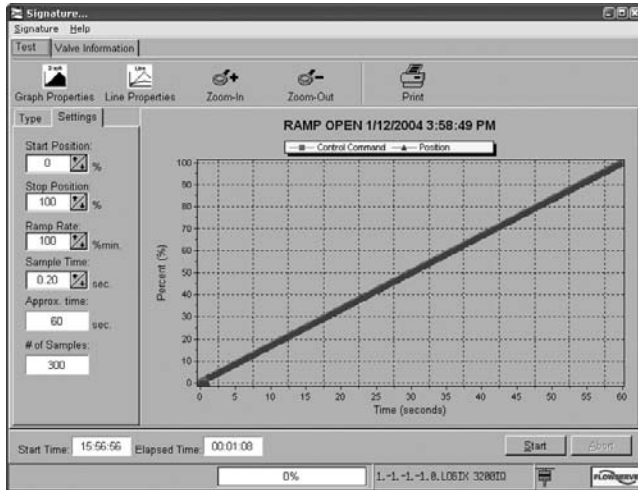 Signature...
Signature Help
Test Valve Information
Graph Properties Line Properties Zoom-In Zoom-Out Print
Type Settings
Start Position:
0 %
Stop Position:
100 %
Ramp Rate:
100 %min.
Sample Time:
0.20 sec.
Approx. time:
60 sec.
# of Samples:
300
RAMP OPEN 1/12/2004 3:58:49 PM
Control Command Position
Percent (%)
100
90
80
70
60
50
40
30
20
10
0
0 5 10 15 20 25 30 35 40 45 50 55 60
Time (seconds)
Start Time: 15:56:56 Elapsed Time: 00:01:08 Start Abort
0% 1.-1.-1.-1.0.LOGIX 3200IQ FLOWSERVE